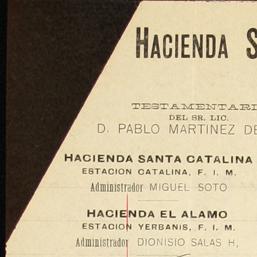 HACIENDA S
TESTAMENTARI
DEL SR. LIC.
D. PABLO MARTINEZ DE
HACIENDA SANTA CATALINA
ESTACION CATALINA, F. I. M.
Administrador MIGUEL SOTO
HACIENDA EL ALAMO
ESTACION YERBANIS, F. I. M.
Administrador DIONISIO SALAS H,